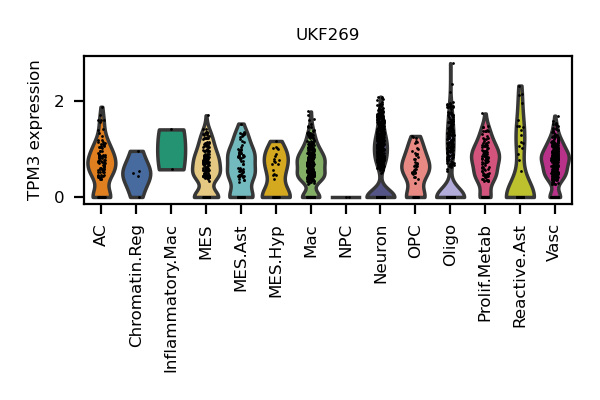 UKF269
TPM3 expression
2
0
AC
Chromatin.Reg
Inflammatory.Mac
MES
MES.Ast
MES.Hyp
Mac
NPC
Neuron
OPC
Oligo
Prolif.Metab
Reactive.Ast
Vasc